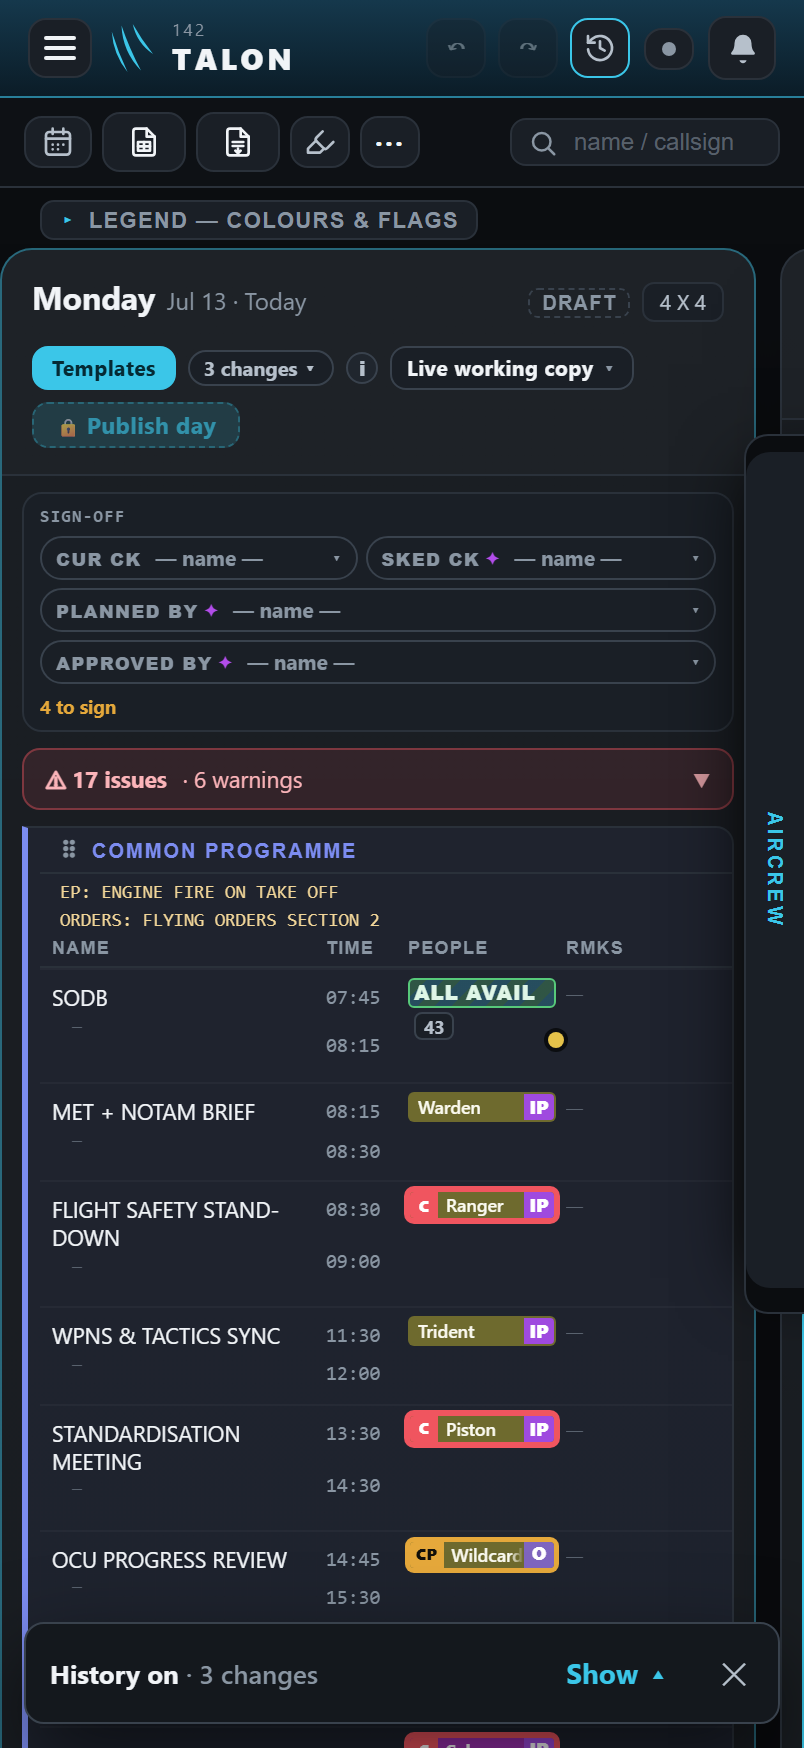 142
TALON
name / callsign
LEGEND — COLOURS & FLAGS
Monday Jul 13 · Today DRAFT 4 X 4
Templates 3 changes i Live working copy
Publish day
SIGN-OFF
CUR CK — name — SKED CK — name —
PLANNED BY — name —
APPROVED BY — name —
4 to sign
17 issues · 6 warnings
AIRCREW
COMMON PROGRAMME
EP: ENGINE FIRE ON TAKE OFF
ORDERS: FLYING ORDERS SECTION 2
NAME TIME PEOPLE RMKS
SODB 07:45 ALL AVAIL —
— 43
08:15
MET + NOTAM BRIEF 08:15 Warden IP —
— 08:30
FLIGHT SAFETY STAND-DOWN 08:30 C Ranger IP —
— 09:00
WPNS & TACTICS SYNC 11:30 Trident IP —
— 12:00
STANDARDISATION MEETING 13:30 C Piston IP —
— 14:30
OCU PROGRESS REVIEW 14:45 CP Wildcard O —
— 15:30
History on · 3 changes Show